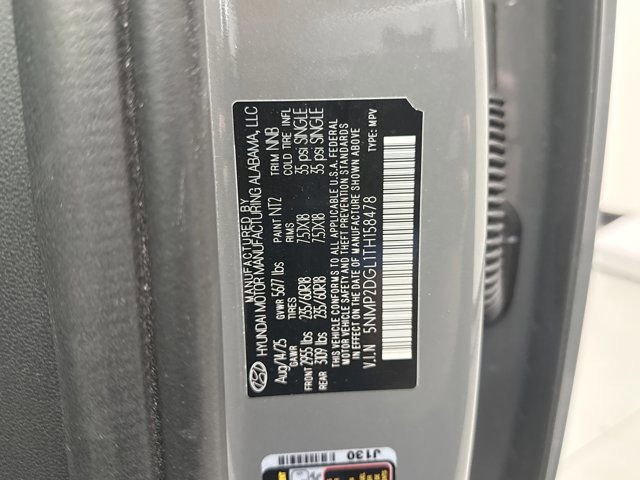 MANUFACTURED BY
HYUNDAI MOTOR MANUFACTURING ALABAMA, LLC
Aug/14/25 GVWR 5677 lbs PAINT NT2 TRIM NNB
GAWR TIRES RIMS COLD TIRE INFL
FRONT 2955 lbs 235/60R18 7.5JX18 35 psi SINGLE
REAR 3109 lbs 235/60R18 7.5JX18 35 psi SINGLE
THIS VEHICLE CONFORMS TO ALL APPLICABLE U.S.A. FEDERAL
MOTOR VEHICLE SAFETY AND THEFT PREVENTION STANDARDS
IN EFFECT ON THE DATE OF MANUFACTURE SHOWN ABOVE
V.I.N 5NMP2DGL1TH158478 TYPE: MPV
J130